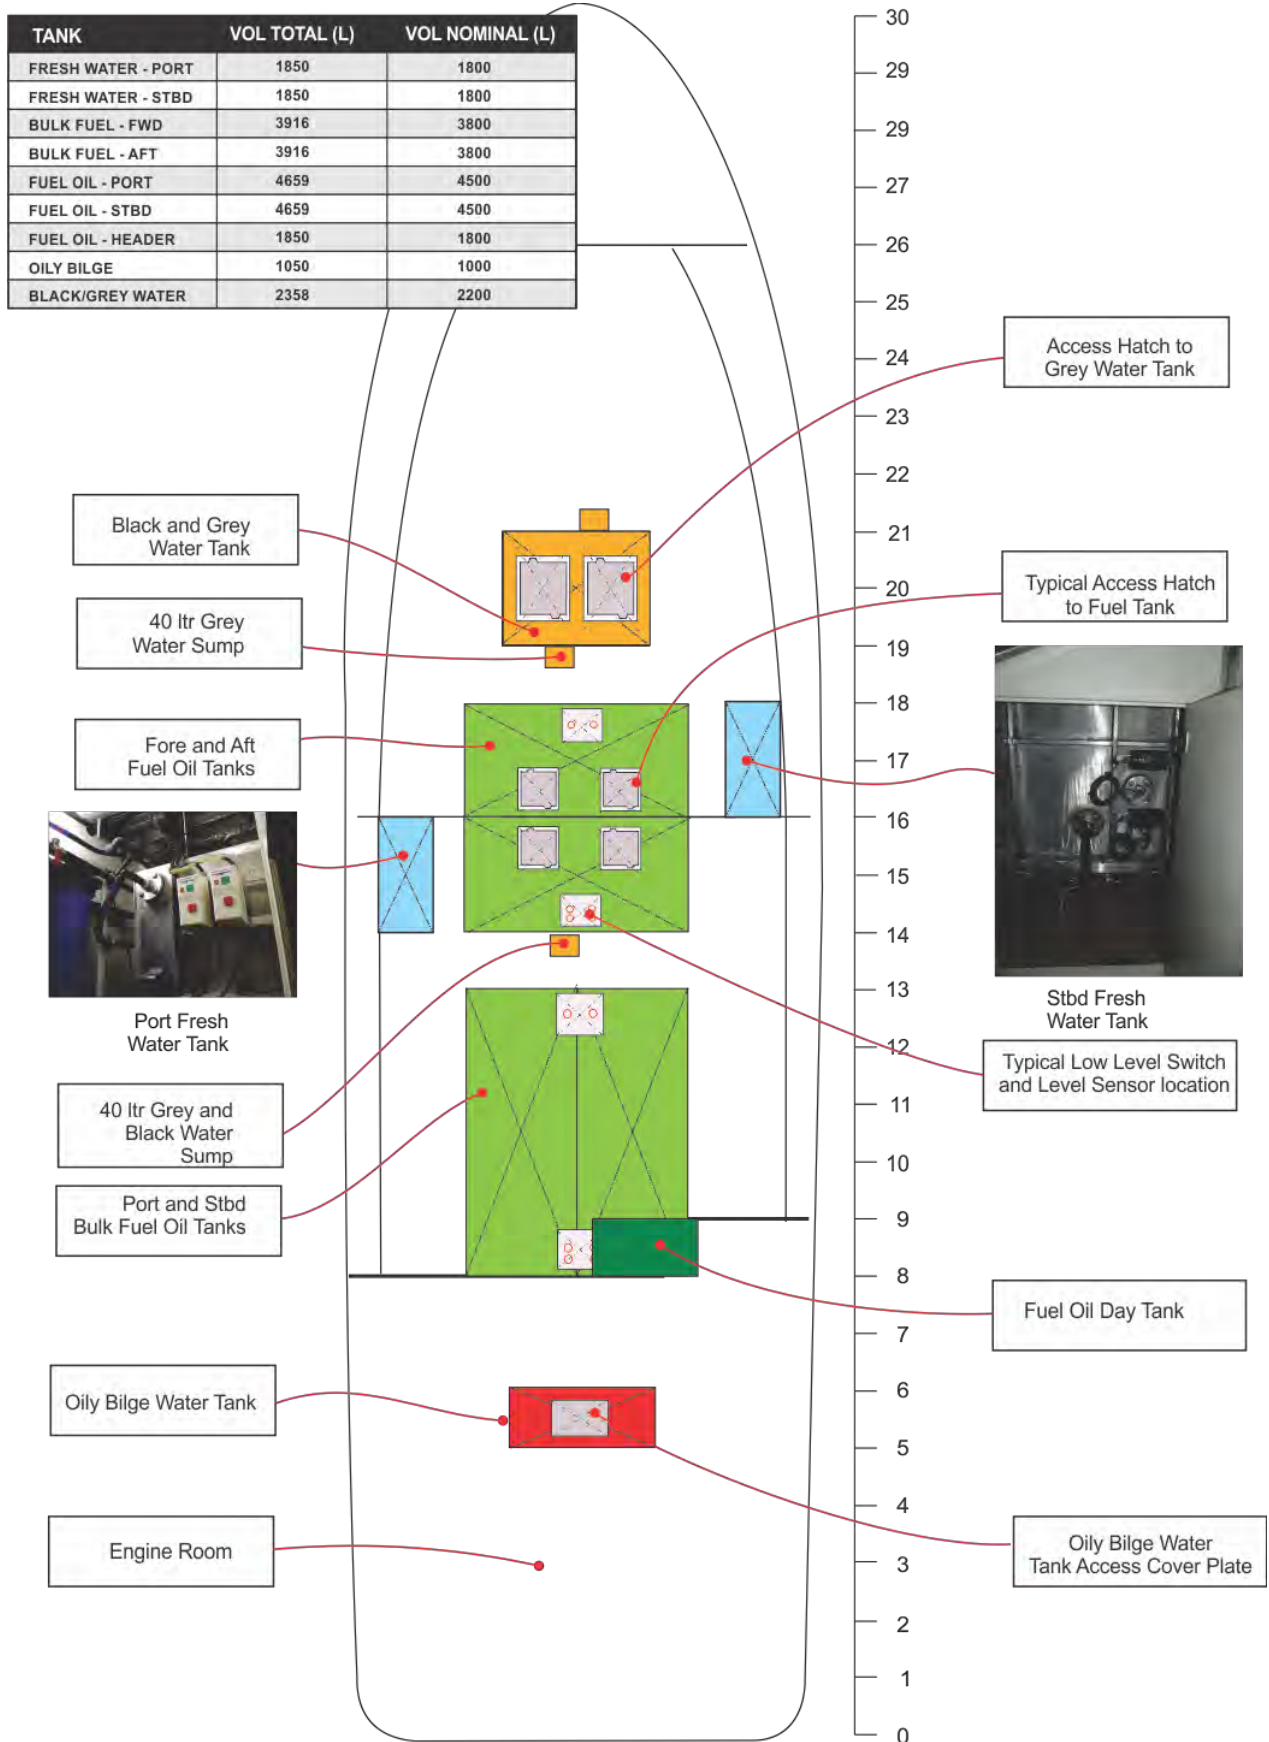 TANK VOL TOTAL (L) VOL NOMINAL (L)
FRESH WATER - PORT 1850 1800
FRESH WATER - STBD 1850 1800
BULK FUEL - FWD 3916 3800
BULK FUEL - AFT 3916 3800
FUEL OIL - PORT 4659 4500
FUEL OIL - STBD 4659 4500
FUEL OIL - HEADER 1850 1800
OILY BILGE 1050 1000
BLACK/GREY WATER 2358 2200
30
29
29
27
26
25
24
23
22
21
20
19
18
17
16
15
14
13
12
11
10
9
8
7
6
5
4
3
2
1
0
Black and Grey
Water Tank
40 ltr Grey
Water Sump
Fore and Aft
Fuel Oil Tanks
Port Fresh
Water Tank
40 ltr Grey and
Black Water
Sump
Port and Stbd
Bulk Fuel Oil Tanks
Oily Bilge Water Tank
Engine Room
Access Hatch to
Grey Water Tank
Typical Access Hatch
to Fuel Tank
Stbd Fresh
Water Tank
Typical Low Level Switch
and Level Sensor location
Fuel Oil Day Tank
Oily Bilge Water
Tank Access Cover Plate